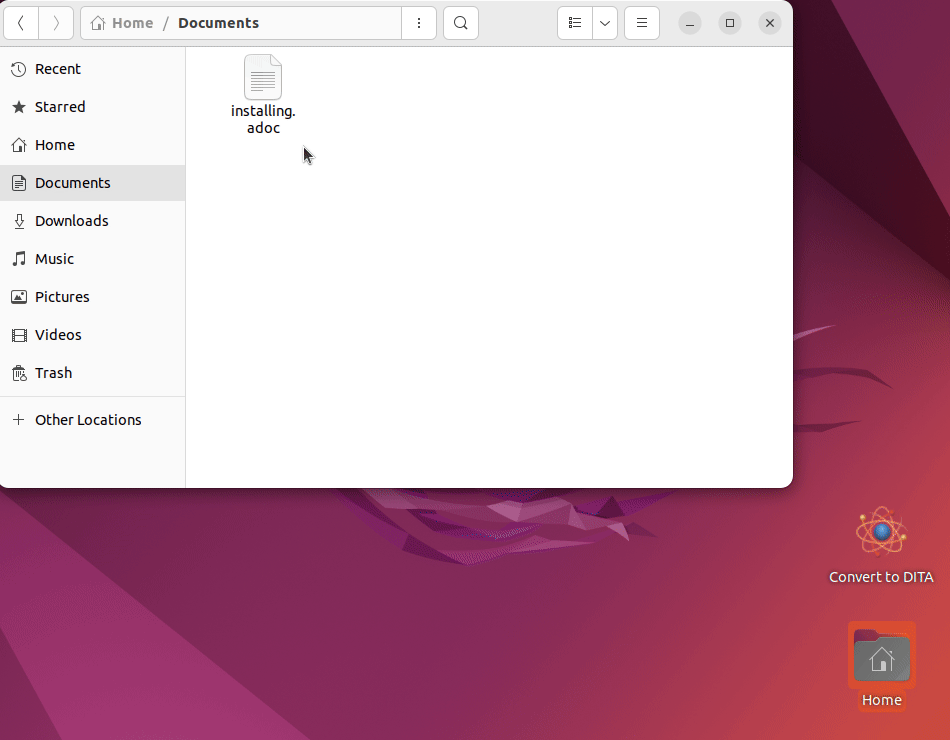 Home / Documents
Recent
Starred
Home
Documents
Downloads
Music
Pictures
Videos
Trash
Other Locations
installing.
adoc
Convert to DITA
Home